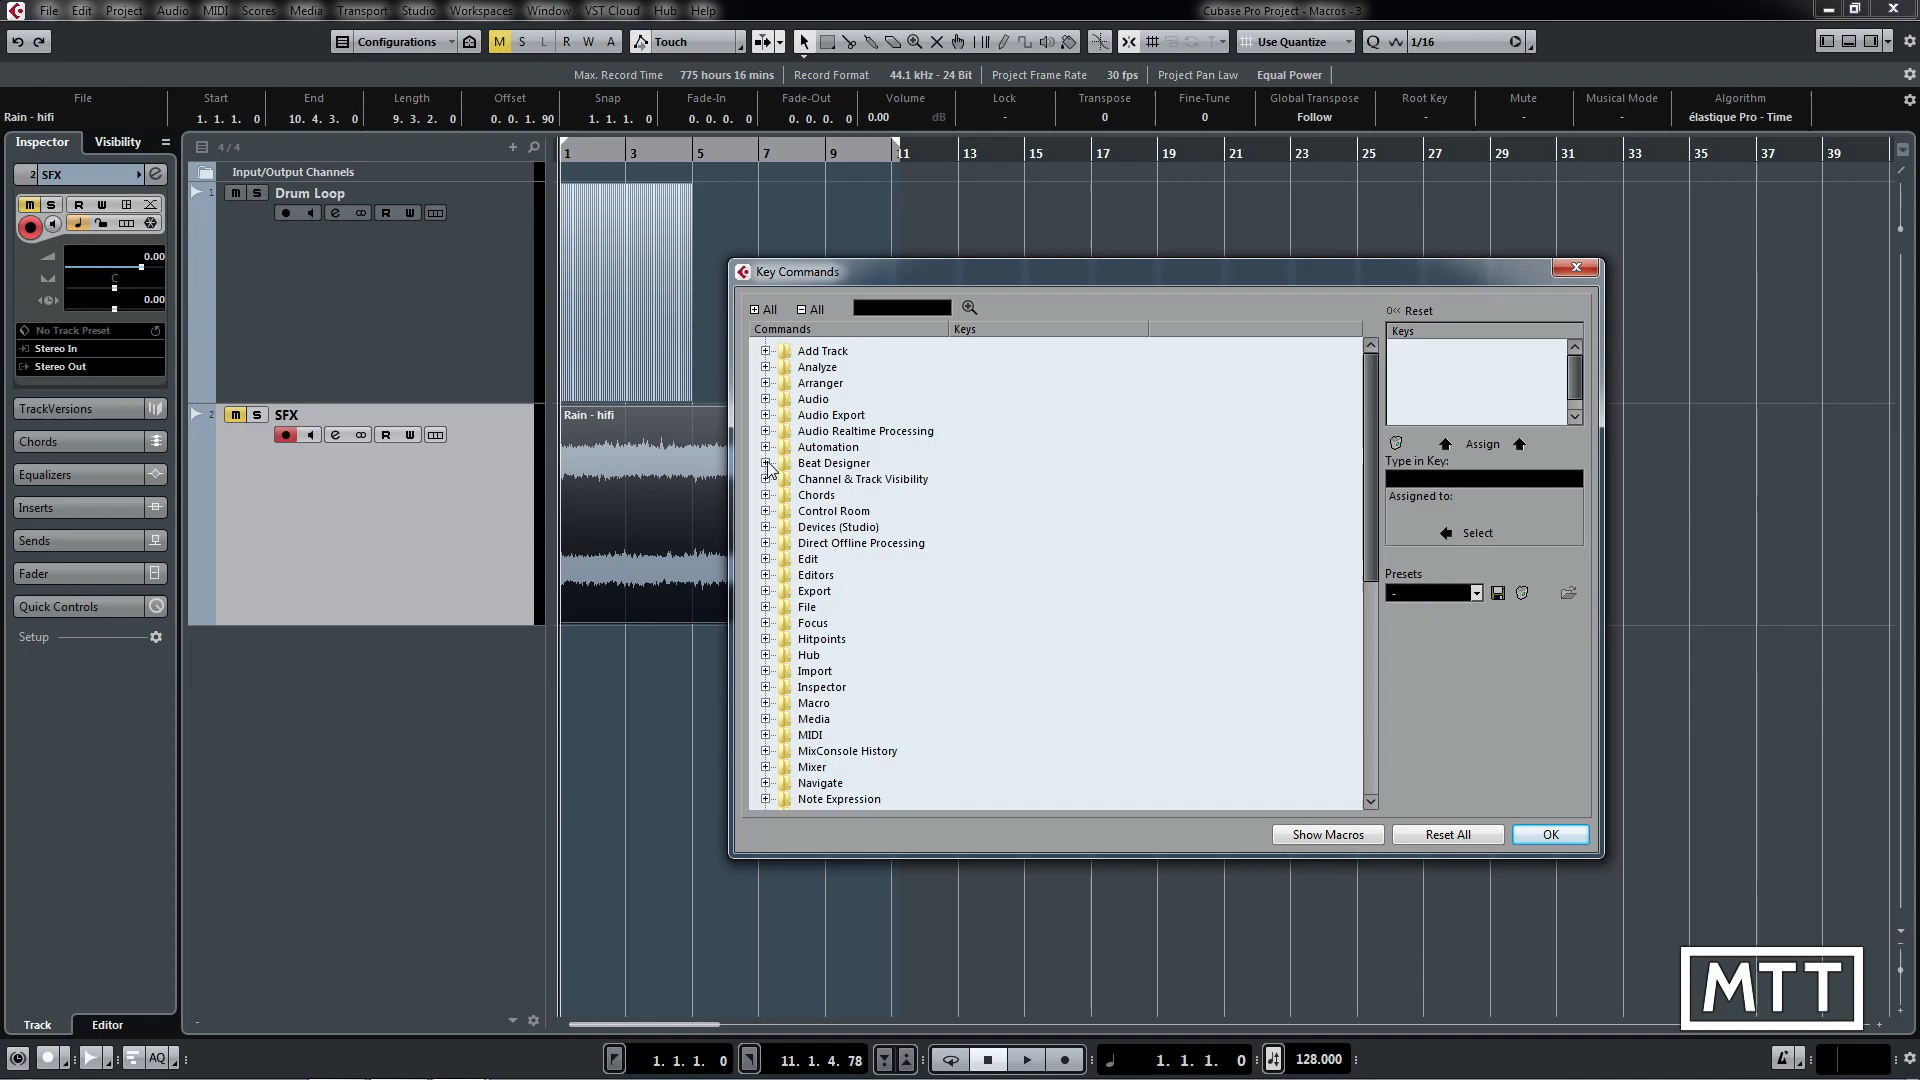 File Edit Project Audio MIDI Scores Media Transport Studio Workspaces Window VST Cloud Hub Help
Cubase Pro Project - Macros - 3
Configurations M S L R W A Touch Use Quantize Q 1/16
Max. Record Time 775 hours 16 mins Record Format 44.1 kHz - 24 Bit Project Frame Rate 30 fps Project Pan Law Equal Power
File Start End Length Offset Snap Fade-In Fade-Out Volume Lock Transpose Fine-Tune Global Transpose Root Key Mute Musical Mode Algorithm
Rain - hifi 1. 1. 1. 0 10. 4. 3. 0 9. 3. 2. 0 0. 0. 1. 90 1. 1. 1. 0 0. 0. 0. 0 0. 0. 0. 0 0.00 dB - 0 0 Follow - - - élastique Pro - Time
Inspector Visibility
4 / 4
1 3 5 7 9 11 13 15 17 19 21 23 25 27 29 31 33 35 37 39
2 SFX
M S R W
0.00
C
0.00
No Track Preset
Stereo In
Stereo Out
TrackVersions
Chords
Equalizers
Inserts
Sends
Fader
Quick Controls
Setup
Input/Output Channels
1 M S Drum Loop
R W
2 M S SFX
R W
Rain - hifi
Key Commands
All All
Commands Keys
Add Track
Analyze
Arranger
Audio
Audio Export
Audio Realtime Processing
Automation
Beat Designer
Channel & Track Visibility
Chords
Control Room
Devices (Studio)
Direct Offline Processing
Edit
Editors
Export
File
Focus
Hitpoints
Hub
Import
Inspector
Macro
Media
MIDI
MixConsole History
Mixer
Navigate
Note Expression
0<< Reset
Keys
Assign
Type in Key:
Assigned to:
Select
Presets
-
Show Macros Reset All OK
MTT
Track Editor
AQ 1. 1. 1. 0 11. 1. 4. 78 1. 1. 1. 0 128.000